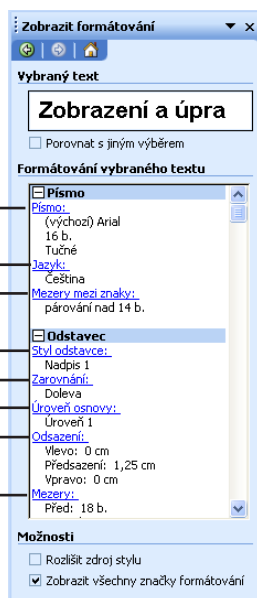 Zobrazit formátování
Vybraný text
Zobrazení a úpra
Porovnat s jiným výběrem
Formátování vybraného textu
Písmo
Písmo:
(výchozí) Arial
16 b.
Tučné
Jazyk:
Čeština
Mezery mezi znaky:
párování nad 14 b.
Odstavec
Styl odstavce:
Nadpis 1
Zarovnání:
Doleva
Úroveň osnovy:
Úroveň 1
Odsazení:
Vlevo: 0 cm
Předsazení: 1,25 cm
Vpravo: 0 cm
Mezery:
Před: 18 b.
Možnosti
Rozlišit zdroj stylu
Zobrazit všechny značky formátování